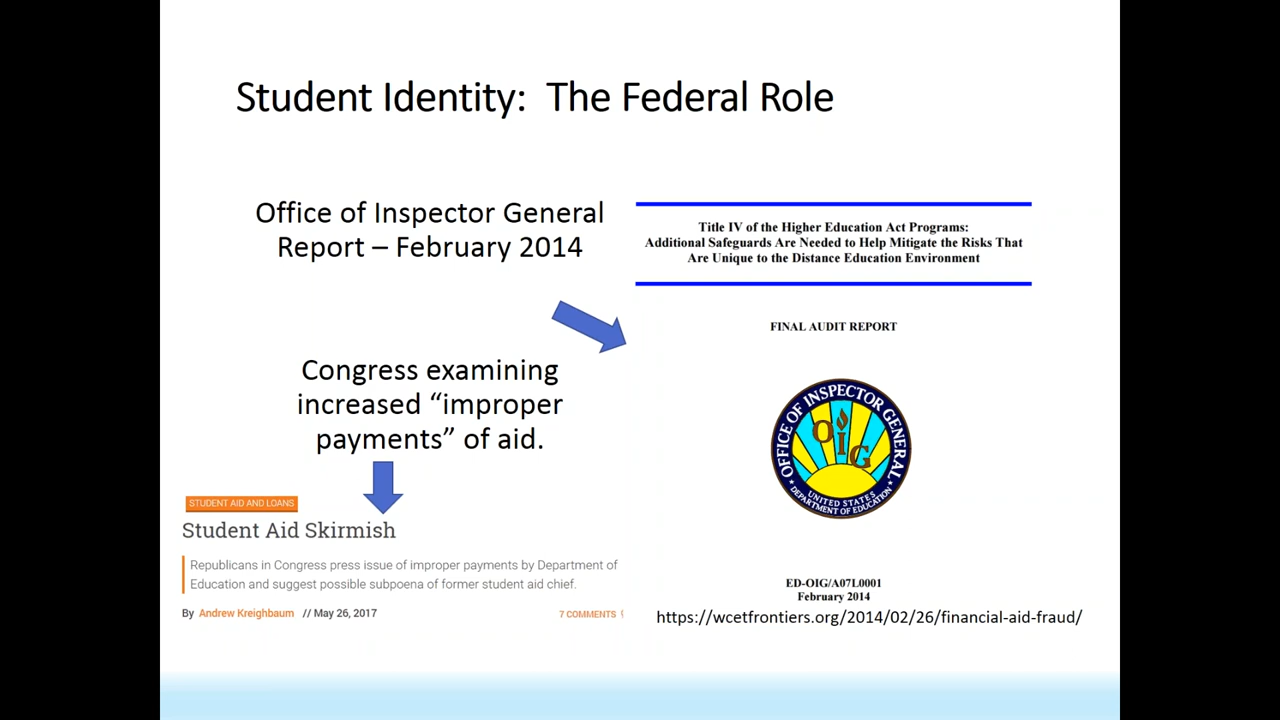 Student Identity:  The Federal Role
Office of Inspector General
Report – February 2014
Congress examining
increased “improper
payments” of aid.
STUDENT AID AND LOANS
Student Aid Skirmish
Republicans in Congress press issue of improper payments by Department of
Education and suggest possible subpoena of former student aid chief.
By Andrew Kreighbaum // May 26, 2017
7 COMMENTS
Title IV of the Higher Education Act Programs:
Additional Safeguards Are Needed to Help Mitigate the Risks That
Are Unique to the Distance Education Environment
FINAL AUDIT REPORT
OFFICE OF INSPECTOR GENERAL
OIG
UNITED STATES
DEPARTMENT OF EDUCATION
ED-OIG/A07L0001
February 2014
https://wcetfrontiers.org/2014/02/26/financial-aid-fraud/